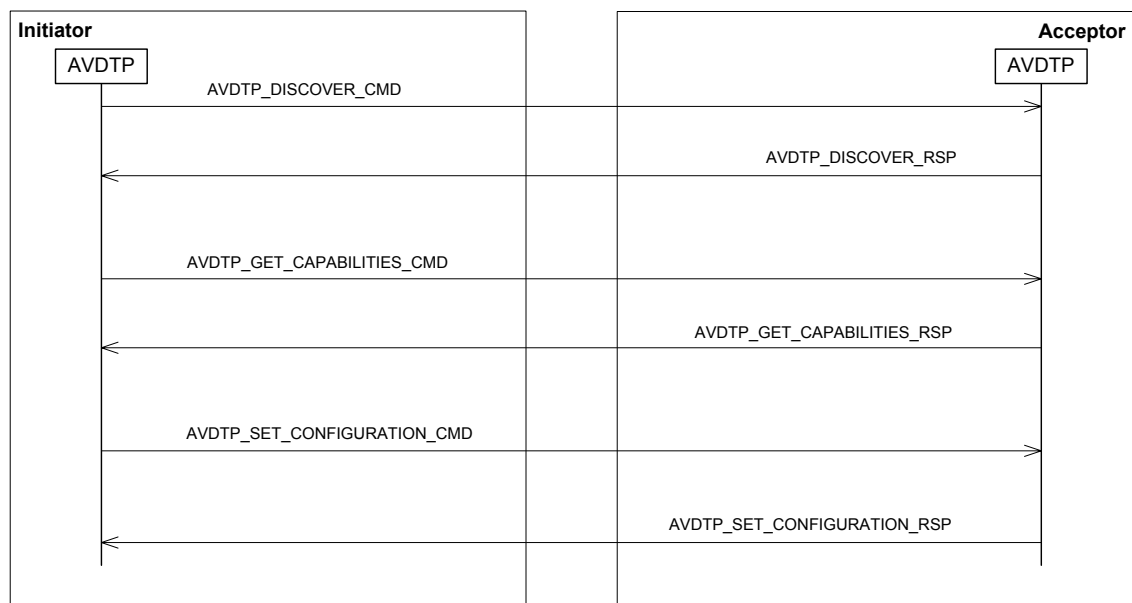 Initiator
Acceptor
AVDTP
AVDTP
AVDTP_DISCOVER_CMD
AVDTP_DISCOVER_RSP
AVDTP_GET_CAPABILITIES_CMD
AVDTP_GET_CAPABILITIES_RSP
AVDTP_SET_CONFIGURATION_CMD
AVDTP_SET_CONFIGURATION_RSP